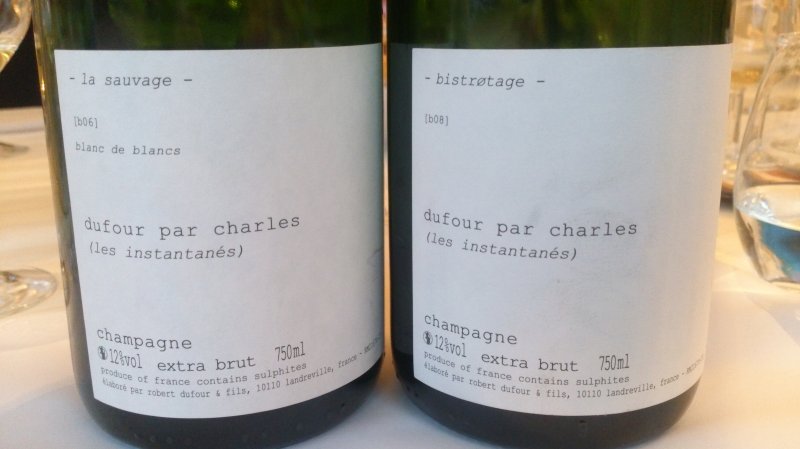 - la sauvage -
[b06]
blanc de blancs
dufour par charles
(les instantanés)
champagne
12%vol extra brut 750ml
produce of france contains sulphites
élaboré par robert dufour & fils, 10110 landreville, france -
- bistrøtage -
[b08]
dufour par charles
(les instantanés)
champagne
12%vol extra brut 750ml
produce of france contains sulphites
élaboré par robert dufour & fils, 10110 landreville, france -